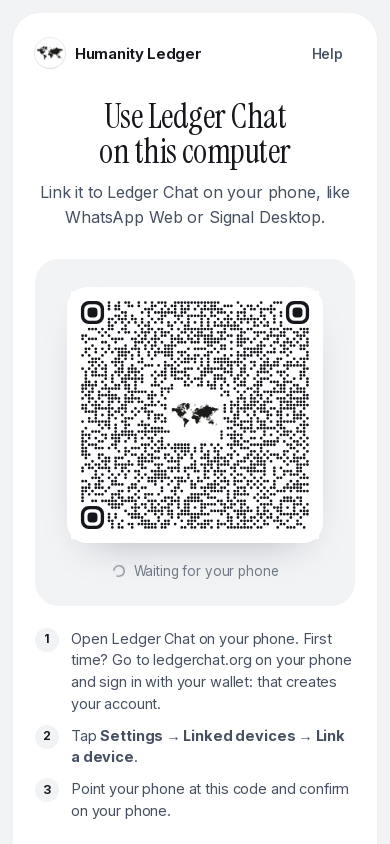 Humanity Ledger
Help
Use Ledger Chat
on this computer
Link it to Ledger Chat on your phone, like
WhatsApp Web or Signal Desktop.
Waiting for your phone
1 Open Ledger Chat on your phone. First
time? Go to ledgerchat.org on your phone
and sign in with your wallet: that creates
your account.
2 Tap Settings → Linked devices → Link
a device.
3 Point your phone at this code and confirm
on your phone.